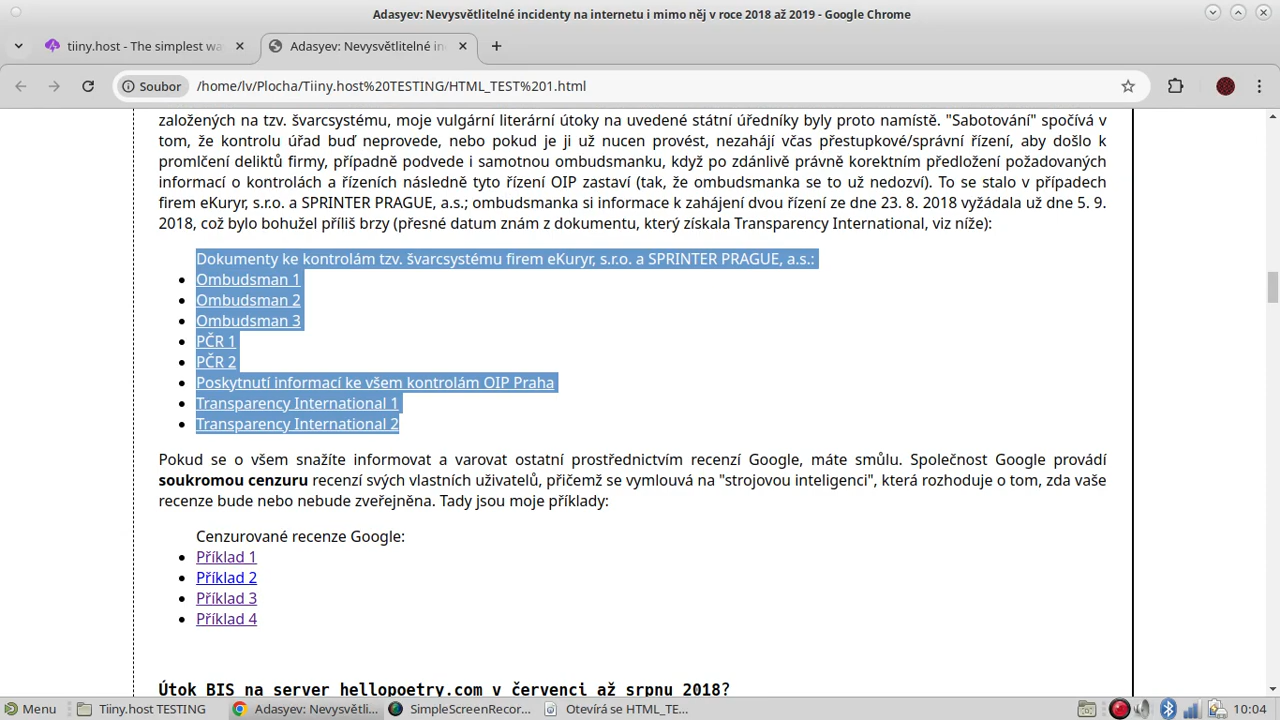 Adasyev: Nevysvětlitelné incidenty na internetu i mimo něj v roce 2018 až 2019 - Google Chrome
tiiny.host - The simplest wa
Adasyev: Nevysvětlitelné in
Soubor /home/lv/Plocha/Tiiny.host%20TESTING/HTML_TEST%201.html
založených na tzv. švarcsystému, moje vulgární literární útoky na uvedené státní úředníky byly proto namístě. "Sabotování" spočívá v
tom, že kontrolu úřad buď neprovede, nebo pokud je ji už nucen provést, nezahájí včas přestupkové/správní řízení, aby došlo k
promlčení deliktů firmy, případně podvede i samotnou ombudsmanku, když po zdánlivě právně korektním předložení požadovaných
informací o kontrolách a řízeních následně tyto řízení OIP zastaví (tak, že ombudsmanka se to už nedozví). To se stalo v případech
firem eKuryr, s.r.o. a SPRINTER PRAGUE, a.s.; ombudsmanka si informace k zahájení dvou řízení ze dne 23. 8. 2018 vyžádala už dne 5. 9.
2018, což bylo bohužel příliš brzy (přesné datum znám z dokumentu, který získala Transparency International, viz níže):
Dokumenty ke kontrolám tzv. švarcsystému firem eKuryr, s.r.o. a SPRINTER PRAGUE, a.s.:
Ombudsman 1
Ombudsman 2
Ombudsman 3
PČR 1
PČR 2
Poskytnutí informací ke všem kontrolám OIP Praha
Transparency International 1
Transparency International 2
Pokud se o všem snažíte informovat a varovat ostatní prostřednictvím recenzí Google, máte smůlu. Společnost Google provádí
soukromou cenzuru recenzí svých vlastních uživatelů, přičemž se vymlouvá na "strojovou inteligenci", která rozhoduje o tom, zda vaše
recenze bude nebo nebude zveřejněna. Tady jsou moje příklady:
Cenzurované recenze Google:
Příklad 1
Příklad 2
Příklad 3
Příklad 4
Útok BIS na server hellopoetry.com v červenci až srpnu 2018?
Menu
Tiiny.host TESTING
Adasyev: Nevysvětli...
SimpleScreenRecor...
Otevírá se HTML_TE...
10:04